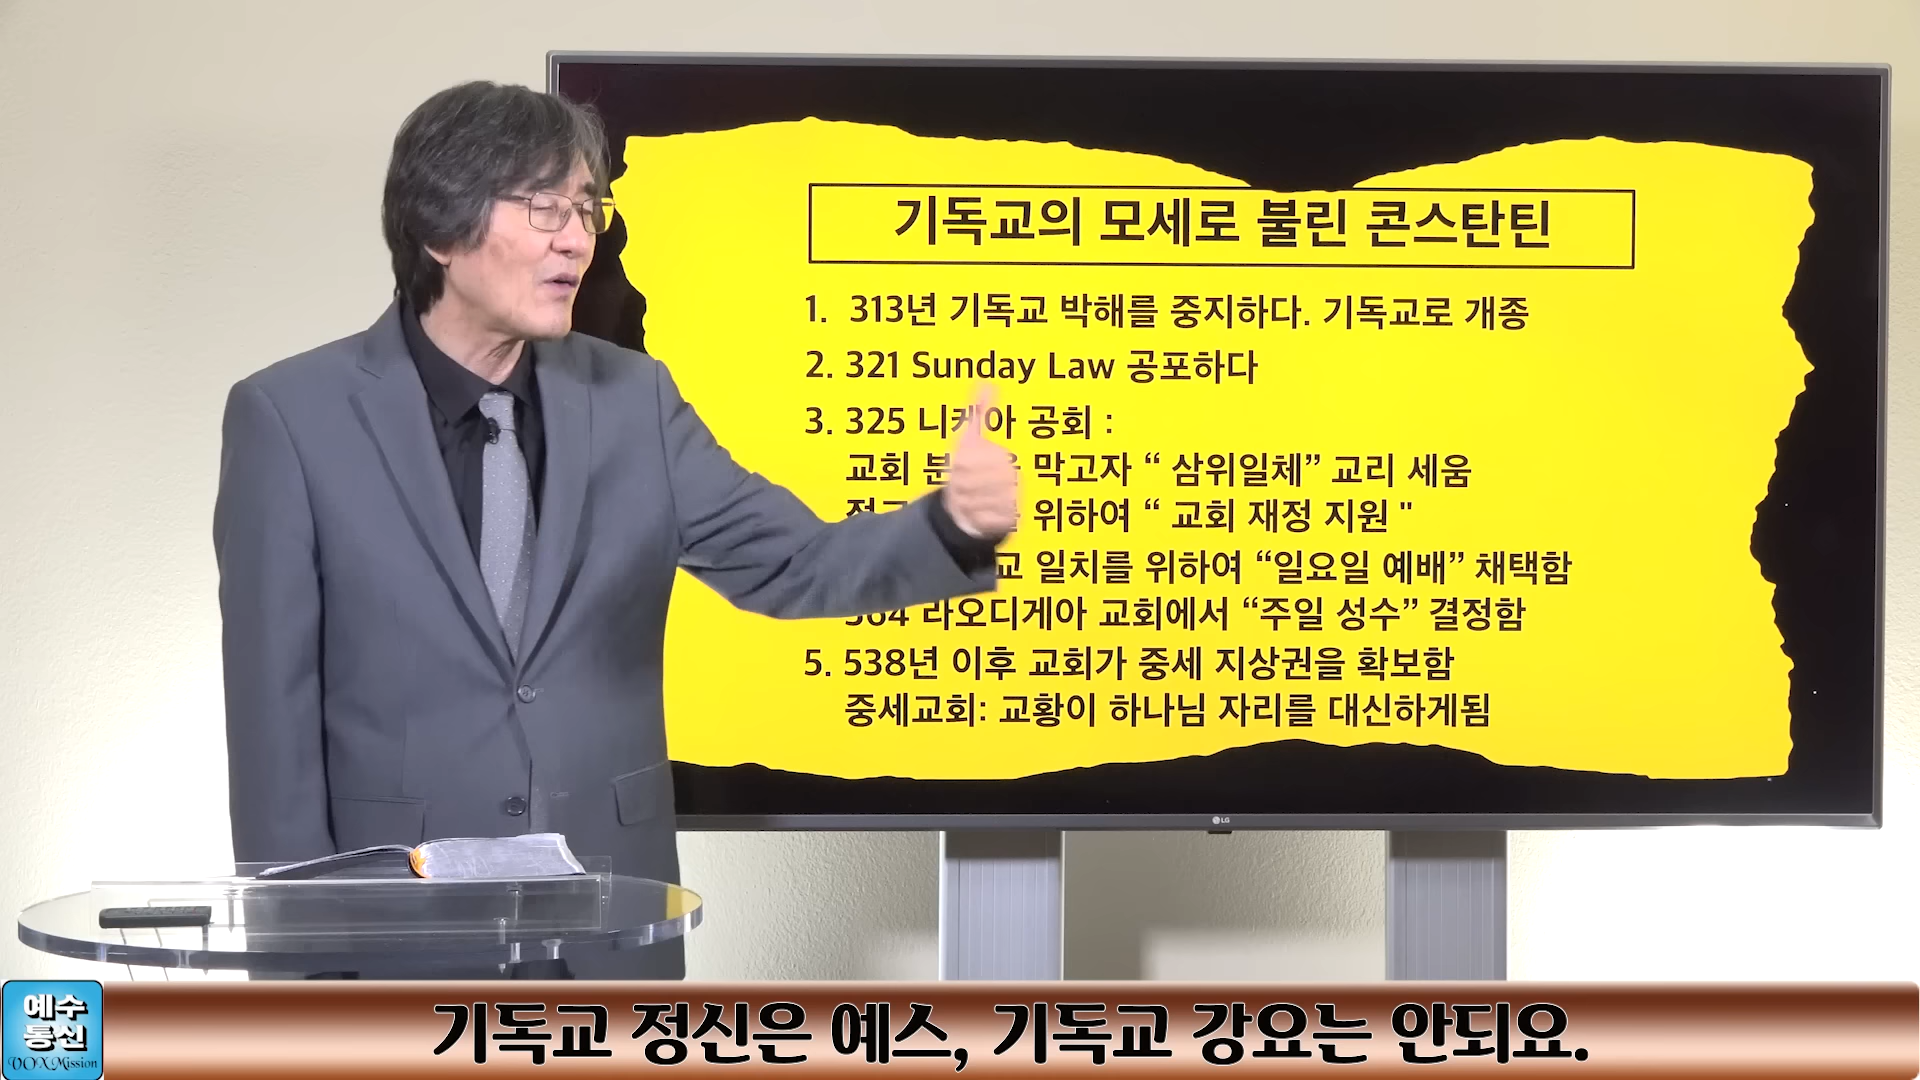 기독교의 모세로 불린 콘스탄틴
1. 313년 기독교 박해를 중지하다. 기독교로 개종
2. 321 Sunday Law 공포하다
3. 325 니케아 공회 :
교회 막고자 “ 삼위일체” 교리 세움
위하여 “ 교회 재정 지원 "
일치를 위하여 “일요일 예배” 채택함
라오디게아 교회에서 “주일 성수” 결정함
5. 538년 이후 교회가 중세 지상권을 확보함
중세교회: 교황이 하나님 자리를 대신하게됨
LG
예수
통신
VOX Mission
기독교 정신은 예스, 기독교 강요는 안되요.